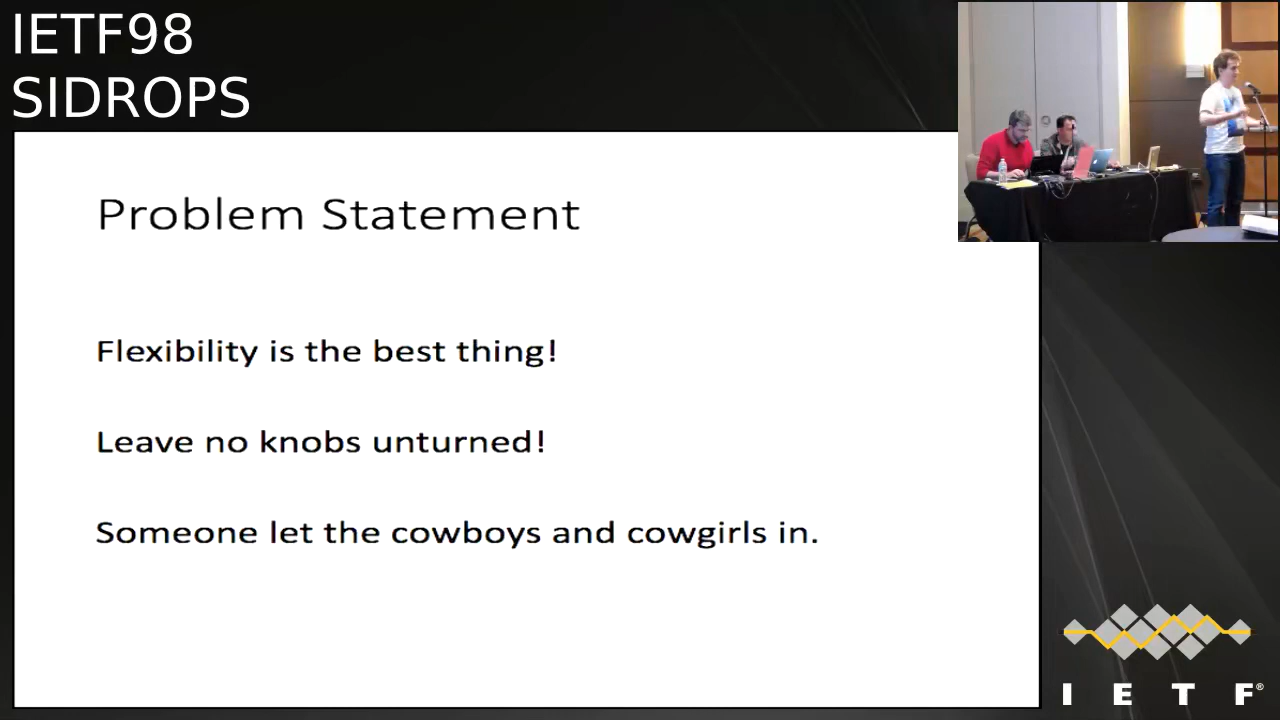 IETF98
SIDROPS
Problem Statement
Flexibility is the best thing!
Leave no knobs unturned!
Someone let the cowboys and cowgirls in.
I E T F®